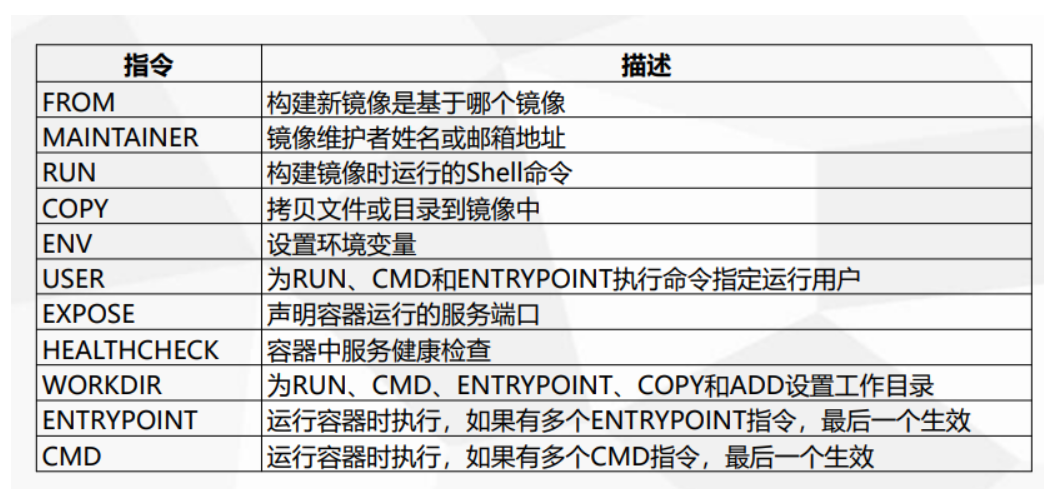 指令 描述
FROM 构建新镜像是基于哪个镜像
MAINTAINER 镜像维护者姓名或邮箱地址
RUN 构建镜像时运行的Shell命令
COPY 拷贝文件或目录到镜像中
ENV 设置环境变量
USER 为RUN、CMD和ENTRYPOINT执行命令指定运行用户
EXPOSE 声明容器运行的服务端口
HEALTHCHECK 容器中服务健康检查
WORKDIR 为RUN、CMD、ENTRYPOINT、COPY和ADD设置工作目录
ENTRYPOINT 运行容器时执行，如果有多个ENTRYPOINT指令，最后一个生效
CMD 运行容器时执行，如果有多个CMD指令，最后一个生效